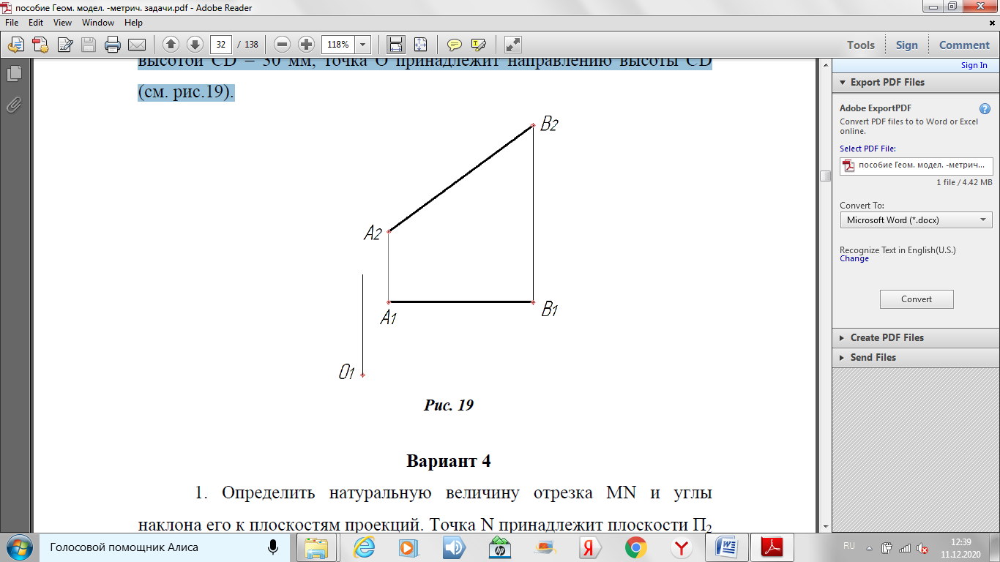 пособие Геом. модел. -метрич. задачи.pdf - Adobe Reader
File Edit View Window Help
32 / 138 118% Tools Sign Comment
Sign In
высотой CD – 30 мм, точка О принадлежит направлению высоты CD
(см. рис.19).
B2
A2
A1
B1
O1
Рис. 19
Вариант 4
1. Определить натуральную величину отрезка MN и углы
наклона его к плоскостям проекций. Точка N принадлежит плоскости П2
Export PDF Files
Adobe ExportPDF
Convert PDF files to to Word or Excel
online.
Select PDF File:
пособие Геом. модел. -метрич...
1 file / 4.42 MB
Convert To:
Microsoft Word (*.docx)
Recognize Text in English(U.S.)
Change
Convert
Create PDF Files
Send Files
Голосовой помощник Алиса
RU
12:39
11.12.2020